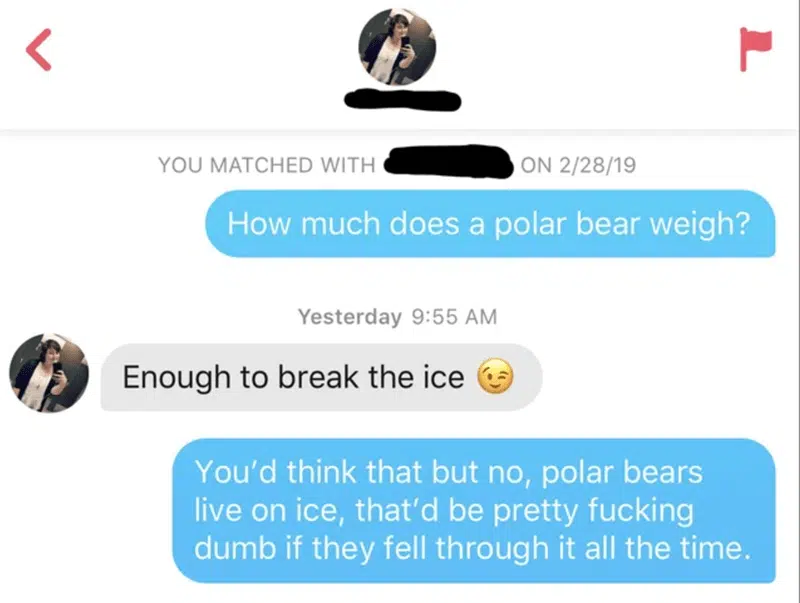 YOU MATCHED WITH ON 2/28/19
How much does a polar bear weigh?
Yesterday 9:55 AM
Enough to break the ice 😉
You'd think that but no, polar bears
live on ice, that'd be pretty fucking
dumb if they fell through it all the time.